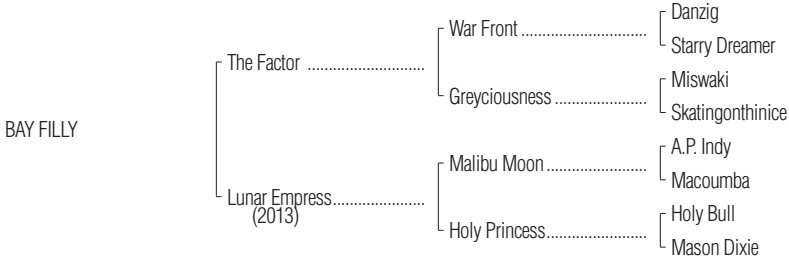 Danzig
War Front ..............................
Starry Dreamer
The Factor ............................
Miswaki
Greyciousness ......................
Skatingonthinice
BAY FILLY
A.P. Indy
Malibu Moon ........................
Macoumba
Lunar Empress......................
(2013)
Holy Bull
Holy Princess........................
Mason Dixie